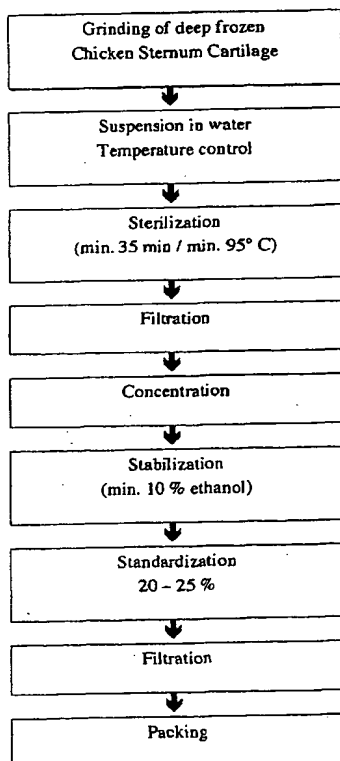 Grinding of deep frozen
Chicken Sternum Cartilage
Suspension in water
Temperature control
Sterilization
(min. 35 min / min. 95° C)
Filtration
Concentration
Stabilization
(min. 10 % ethanol)
Standardization
20 – 25 %
Filtration
Packing